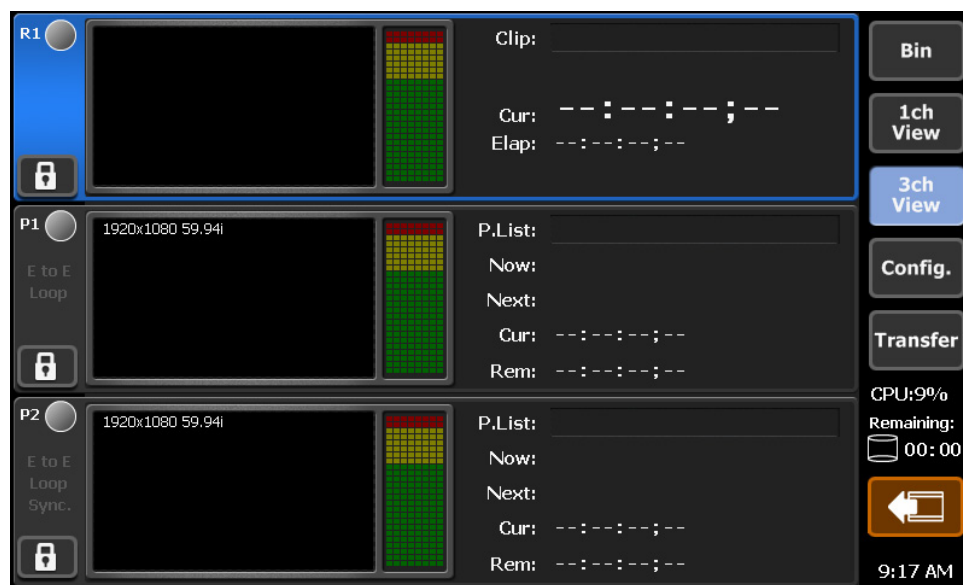 R1
Clip:
Cur: --:--:--;--
Elap: --:--:--;--
P1
1920x1080 59.94i
E to E
Loop
P.List:
Now:
Next:
Cur: --:--:--;--
Rem: --:--:--;--
P2
1920x1080 59.94i
E to E
Loop
Sync.
P.List:
Now:
Next:
Cur: --:--:--;--
Rem: --:--:--;--
Bin
1ch
View
3ch
View
Config.
Transfer
CPU:9%
Remaining:
00:00
9:17 AM